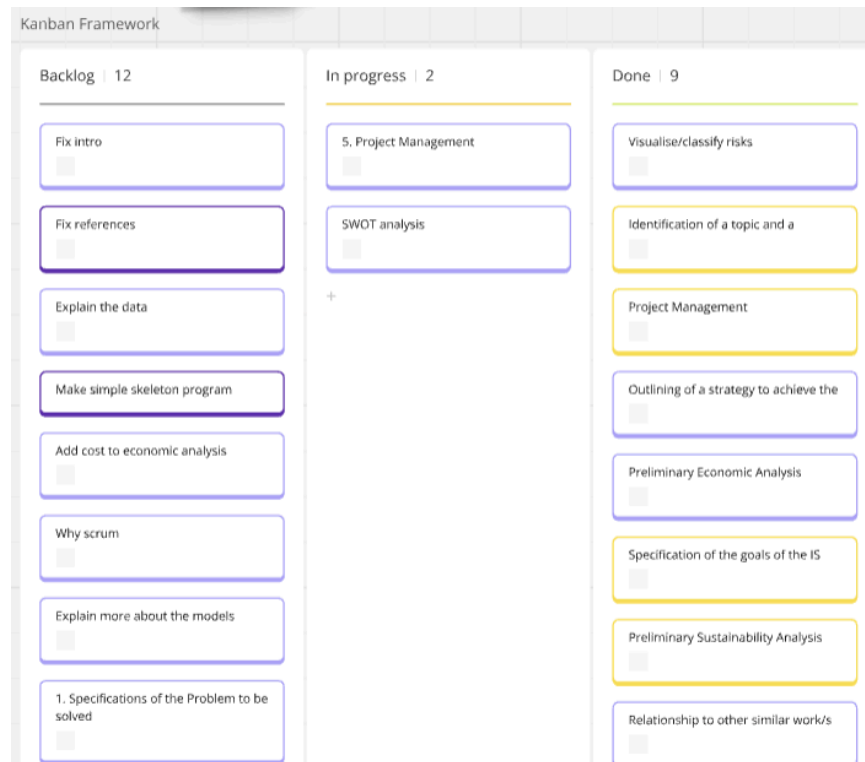 Kanban Framework
Backlog | 12
Fix intro
Fix references
Explain the data
Make simple skeleton program
Add cost to economic analysis
Why scrum
Explain more about the models
1. Specifications of the Problem to be
solved
In progress | 2
5. Project Management
SWOT analysis
+
Done | 9
Visualise/classify risks
Identification of a topic and a
Project Management
Outlining of a strategy to achieve the
Preliminary Economic Analysis
Specification of the goals of the IS
Preliminary Sustainability Analysis
Relationship to other similar work/s